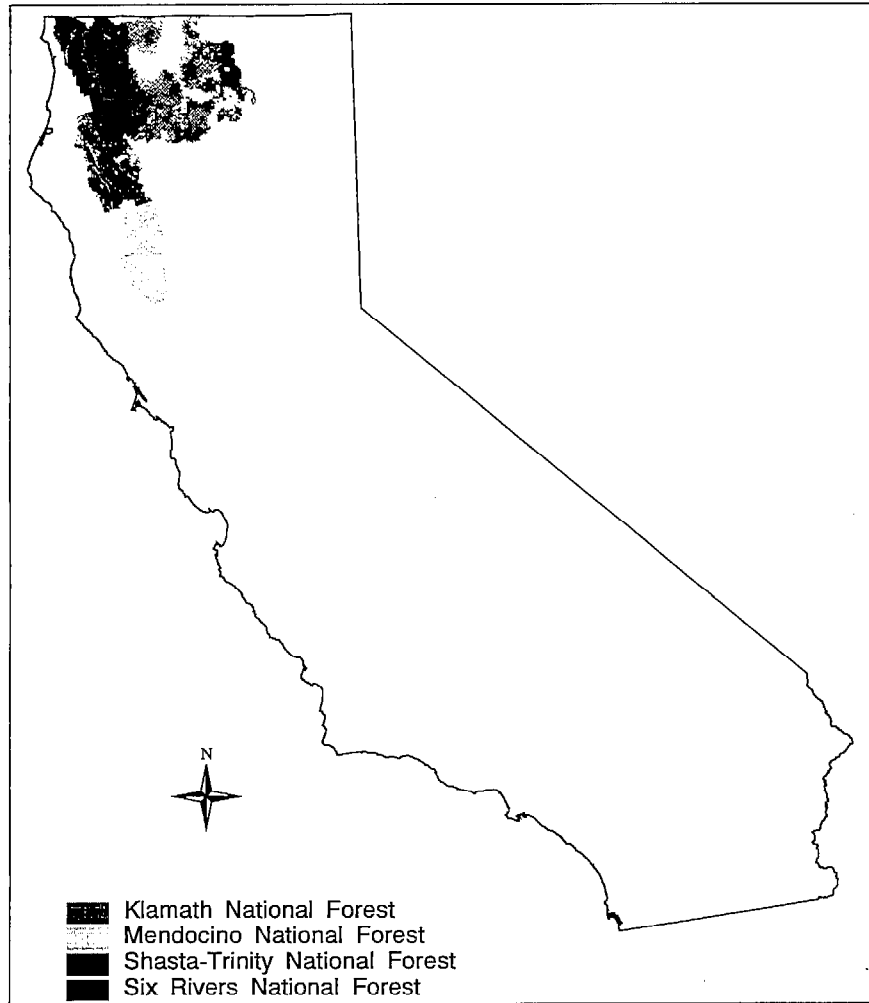 N
Klamath National Forest
Mendocino National Forest
Shasta-Trinity National Forest
Six Rivers National Forest